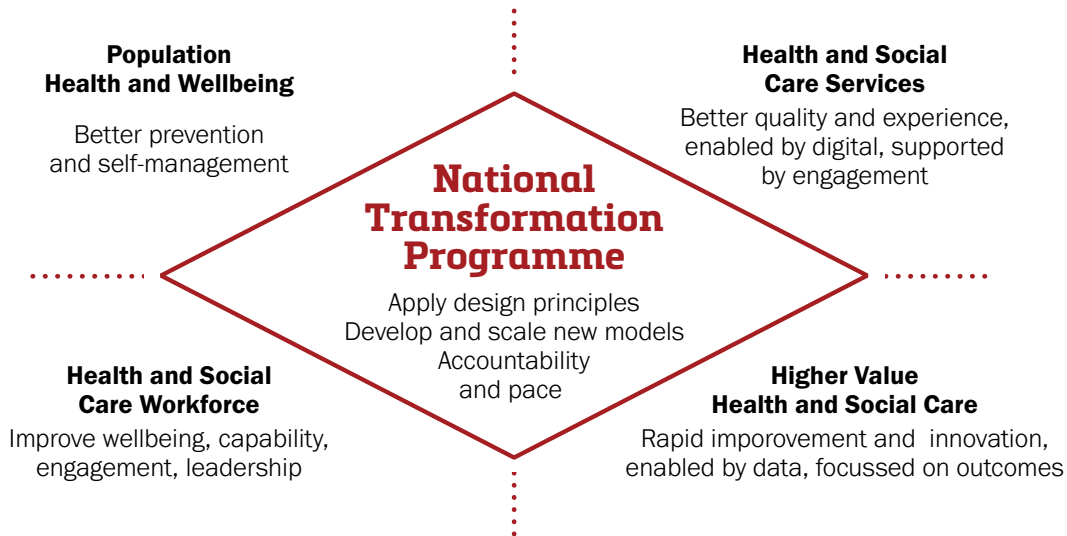 Population
Health and Wellbeing
Better prevention
and self-management
Health and Social
Care Services
Better quality and experience,
enabled by digital, supported
by engagement
National
Transformation
Programme
Apply design principles
Develop and scale new models
Accountability
and pace
Health and Social
Care Workforce
Improve wellbeing, capability,
engagement, leadership
Higher Value
Health and Social Care
Rapid imporovement and  innovation,
enabled by data, focussed on outcomes